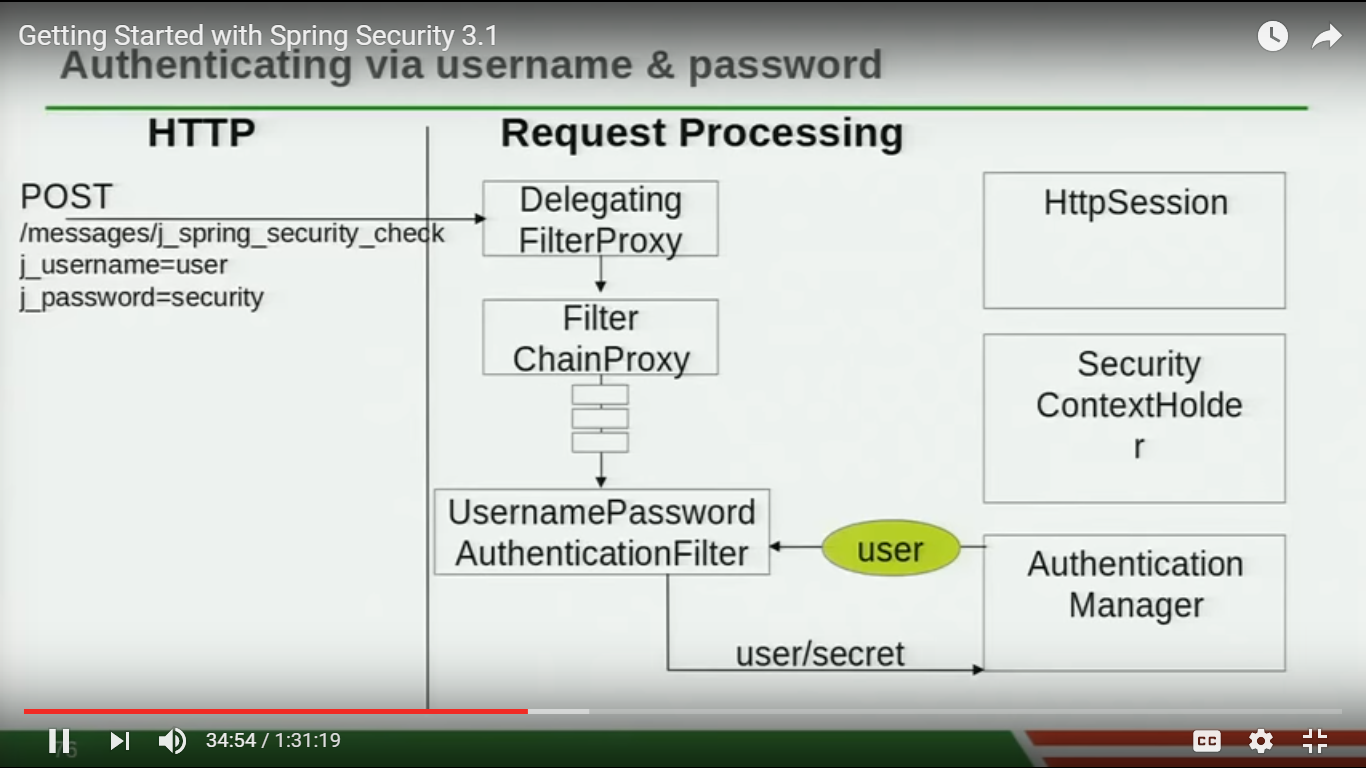 Getting Started with Spring Security 3.1
Authenticating via username & password
HTTP
Request Processing
POST
/messages/j_spring_security_check
j_username=user
j_password=security
Delegating
FilterProxy
Filter
ChainProxy
UsernamePassword
AuthenticationFilter
user
user/secret
HttpSession
Security
ContextHolde
r
Authentication
Manager
34:54 / 1:31:19
CC